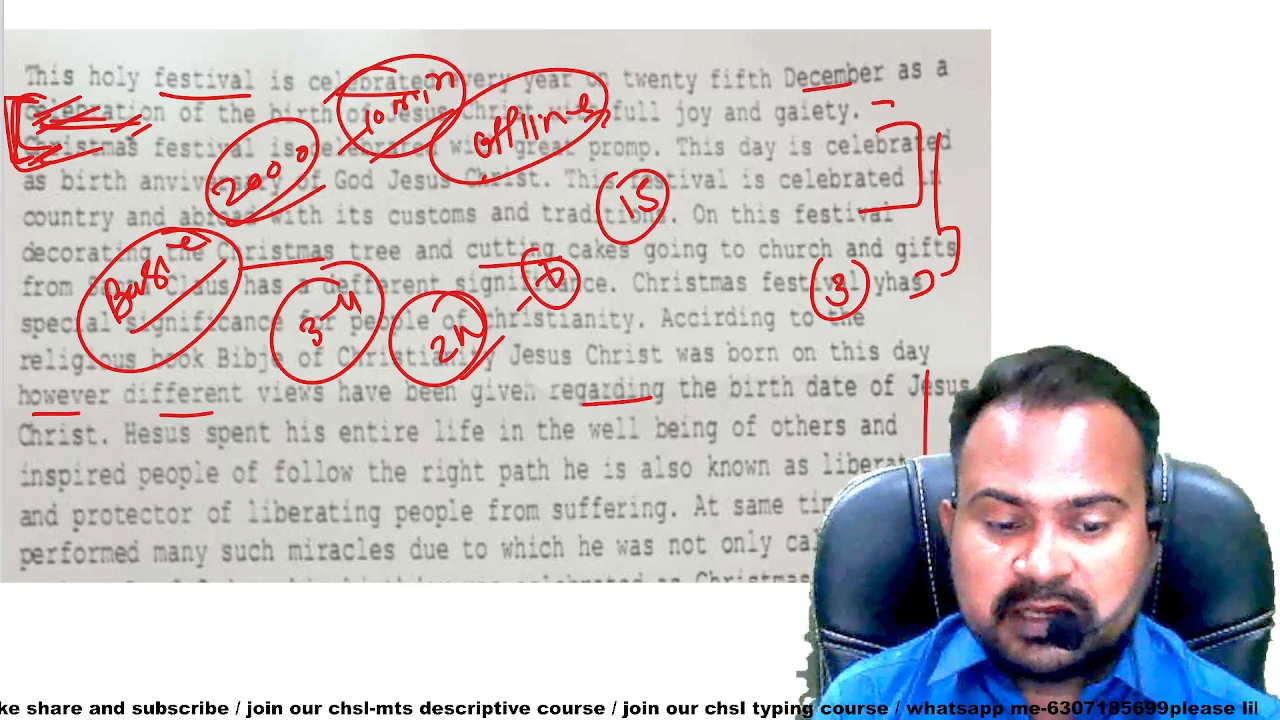 This holy festival is celebrated every year on twenty fifth December as a
celebration of the birth of Jesus Christ with full joy and gaiety.
Christmas festival is celebrated with great promp. This day is celebrated
as birth anviversary of God Jesus Christ. This festival is celebrated in
country and abroad with its customs and traditions. On this festival
decorating the Christmas tree and cutting cakes going to church and gifts
from Claus has a defferent significance. Christmas festival yhas
special significance for people of christianity. Accirding to the
religious book Bibje of Christianity Jesus Christ was born on this day
however different views have been given regarding the birth date of Jesus
Christ. Hesus spent his entire life in the well being of others and
inspired people of follow the right path he is also known as
and protector of liberating people from suffering. At same
performed many such miracles due to which he was not only
Christmas
10 min
offline
2000
15
3
3-4
2n
ke share and subscribe / join our chsl-mts descriptive course / join our chsl typing course / whatsapp me-6307185699please lil